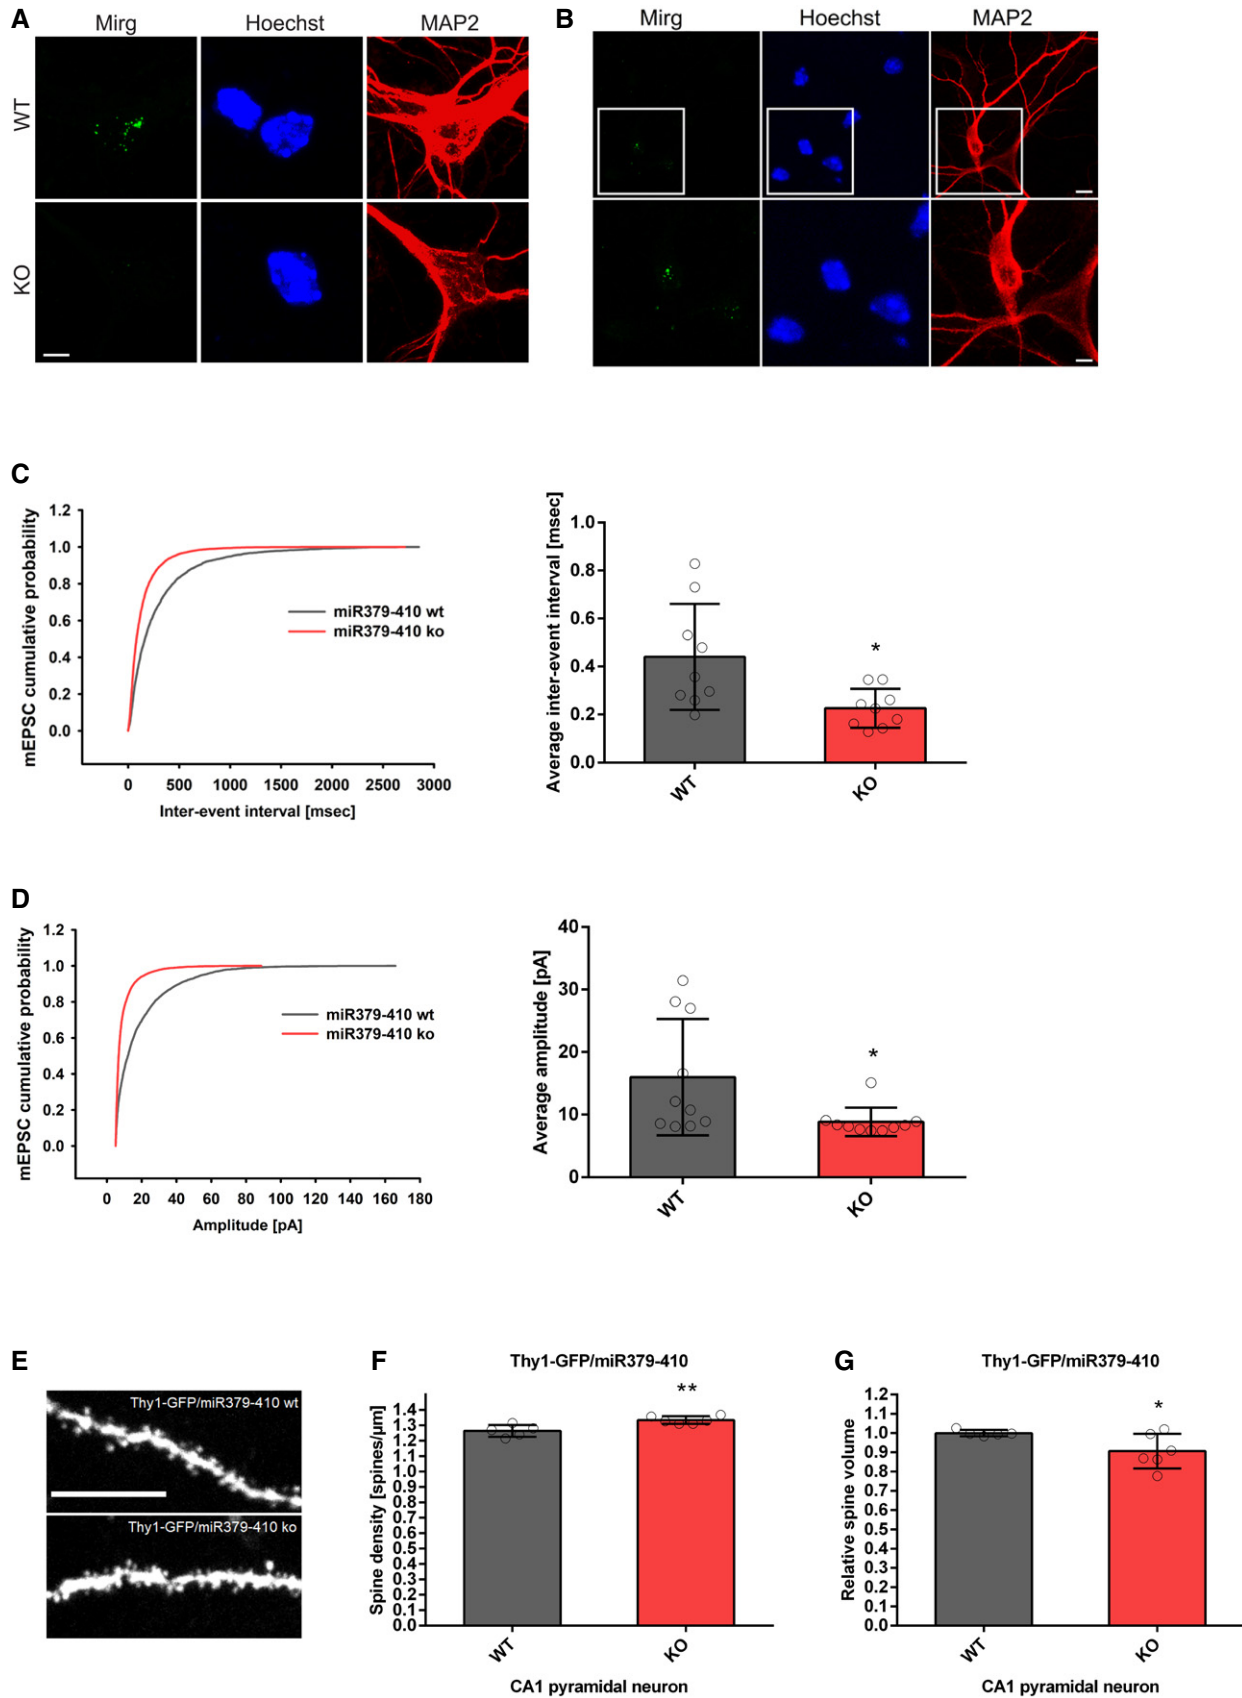 A
Mirg Hoechst MAP2
WT
KO
B
Mirg Hoechst MAP2
C
mEPSC cumulative probability
1.2
1.0
0.8
0.6
0.4
0.2
0.0
miR379-410 wt
miR379-410 ko
0 500 1000 1500 2000 2500 3000
Inter-event interval [msec]
Average inter-event interval [msec]
1.0
0.8
0.6
0.4
0.2
0.0
*
WT KO
D
mEPSC cumulative probability
1.2
1.0
0.8
0.6
0.4
0.2
0.0
miR379-410 wt
miR379-410 ko
0 20 40 60 80 100 120 140 160 180
Amplitude [pA]
Average amplitude [pA]
40
30
20
10
0
*
WT KO
E
Thy1-GFP/miR379-410 wt
Thy1-GFP/miR379-410 ko
F
Thy1-GFP/miR379-410
Spine density [spines/µm]
1.4
1.3
1.2
1.1
1.0
0.9
0.8
0.7
0.6
0.5
0.4
0.3
0.2
0.1
0.0
**
WT KO
CA1 pyramidal neuron
G
Thy1-GFP/miR379-410
Relative spine volume
1.2
1.1
1.0
0.9
0.8
0.7
0.6
0.5
0.4
0.3
0.2
0.1
0.0
*
WT KO
CA1 pyramidal neuron